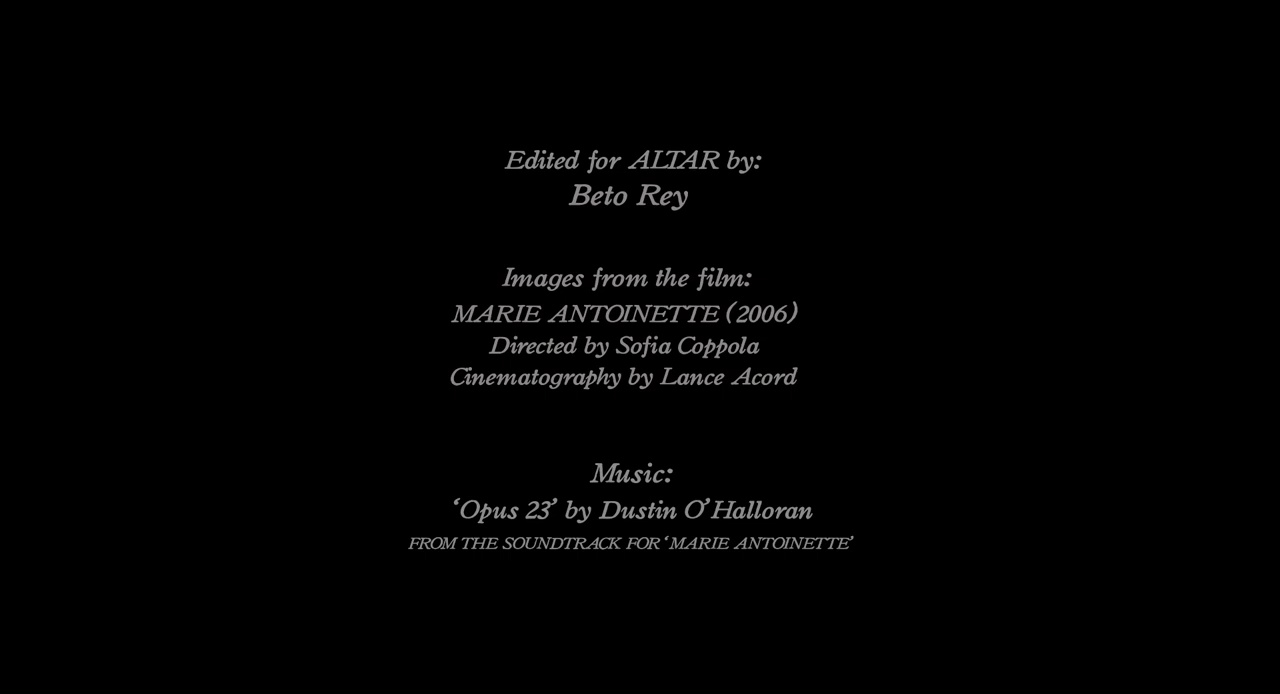 Edited for ALTAR by:
Beto Rey
Images from the film:
MARIE ANTOINETTE (2006)
Directed by Sofia Coppola
Cinematography by Lance Acord
Music:
‘Opus 23’ by Dustin O’Halloran
FROM THE SOUNDTRACK FOR ‘MARIE ANTOINETTE’